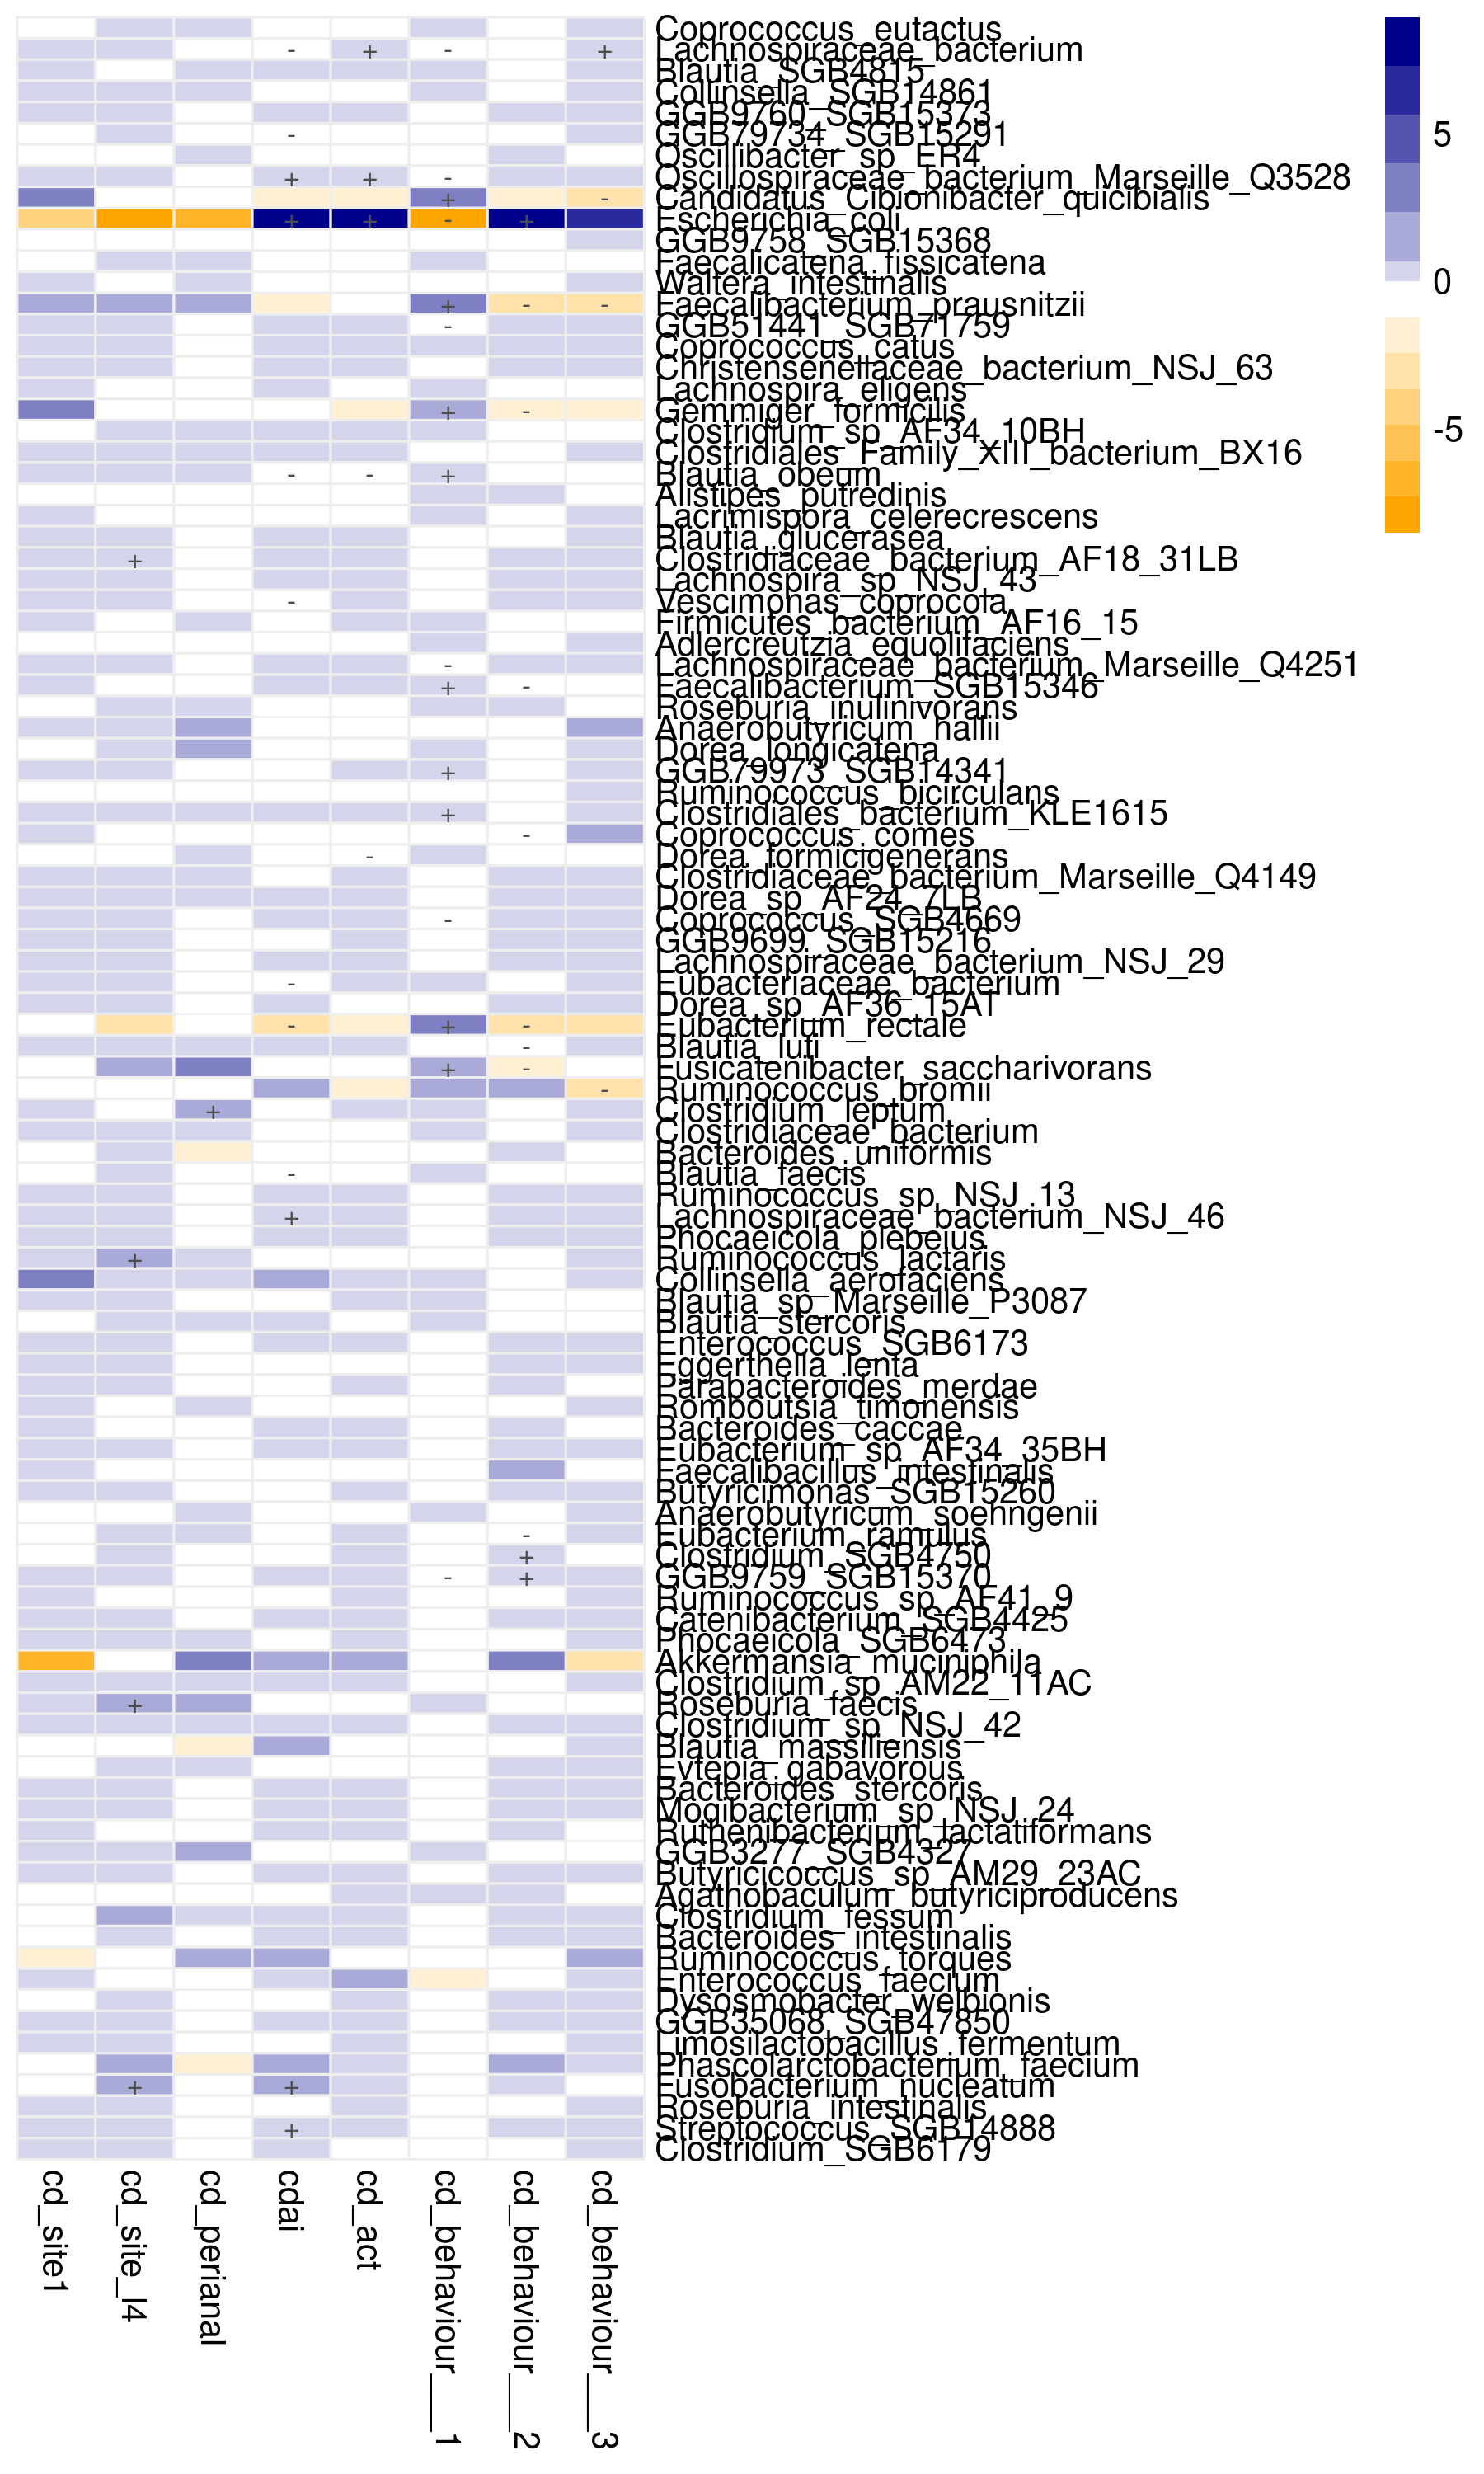 Coprococcus_eutactus
- + - + Lachnospiraceae_bacterium
Blautia_SGB4815
Collinsella_SGB14861
GGB9760_SGB15373
- GGB79734_SGB15291
Oscillibacter_sp_ER4
+ + - Oscillospiraceae_bacterium_Marseille_Q3528
+ - Candidatus_Cibionibacter_quicibialis
+ + - + Escherichia_coli
GGB9758_SGB15368
Faecalicatena_fissicatena
Waltera_intestinalis
+ - - Faecalibacterium_prausnitzii
- GGB51441_SGB71759
Coprococcus_catus
Christensenellaceae_bacterium_NSJ_63
Lachnospira_eligens
+ - Gemmiger_formicilis
Clostridium_sp_AF34_10BH
Clostridiales_Family_XIII_bacterium_BX16
- - + Blautia_obeum
Alistipes_putredinis
Lacrimispora_celerecrescens
Blautia_glucerasea
+ Clostridiaceae_bacterium_AF18_31LB
Lachnospira_sp_NSJ_43
- Vescimonas_coprocola
Firmicutes_bacterium_AF16_15
Adlercreutzia_equolifaciens
- Lachnospiraceae_bacterium_Marseille_Q4251
+ - Faecalibacterium_SGB15346
Roseburia_inulinivorans
Anaerobutyricum_hallii
Dorea_longicatena
+ GGB79973_SGB14341
Ruminococcus_bicirculans
+ Clostridiales_bacterium_KLE1615
- Coprococcus_comes
- Dorea_formicigenerans
Clostridiaceae_bacterium_Marseille_Q4149
Dorea_sp_AF24_7LB
- Coprococcus_SGB4669
GGB9699_SGB15216
Lachnospiraceae_bacterium_NSJ_29
- Eubacteriaceae_bacterium
Dorea_sp_AF36_15AT
- + - Eubacterium_rectale
- Blautia_luti
+ - Fusicatenibacter_saccharivorans
- Ruminococcus_bromii
+ Clostridium_leptum
Clostridiaceae_bacterium
Bacteroides_uniformis
- Blautia_faecis
Ruminococcus_sp_NSJ_13
+ Lachnospiraceae_bacterium_NSJ_46
Phocaeicola_plebeius
+ Ruminococcus_lactaris
Collinsella_aerofaciens
Blautia_sp_Marseille_P3087
Blautia_stercoris
Enterococcus_SGB6173
Eggerthella_lenta
Parabacteroides_merdae
Romboutsia_timonensis
Bacteroides_caccae
Eubacterium_sp_AF34_35BH
Faecalibacillus_intestinalis
Butyricimonas_SGB15260
Anaerobutyricum_soehngenii
- Eubacterium_ramulus
+ Clostridium_SGB4750
- + GGB9759_SGB15370
Ruminococcus_sp_AF41_9
Catenibacterium_SGB4425
Phocaeicola_SGB6473
Akkermansia_muciniphila
Clostridium_sp_AM22_11AC
+ Roseburia_faecis
Clostridium_sp_NSJ_42
Blautia_massiliensis
Evtepia_gabavorous
Bacteroides_stercoris
Mogibacterium_sp_NSJ_24
Ruthenibacterium_lactatiformans
GGB3277_SGB4327
Butyricicoccus_sp_AM29_23AC
Agathobaculum_butyriciproducens
Clostridium_fessum
Bacteroides_intestinalis
Ruminococcus_torques
Enterococcus_faecium
Dysosmobacter_welbionis
GGB35068_SGB47850
Limosilactobacillus_fermentum
Phascolarctobacterium_faecium
+ + Fusobacterium_nucleatum
Roseburia_intestinalis
+ Streptococcus_SGB14888
Clostridium_SGB6179
5
0
-5
cd_site1
cd_site_l4
cd_perianal
cdai
cd_act
cd_behaviour___1
cd_behaviour___2
cd_behaviour___3